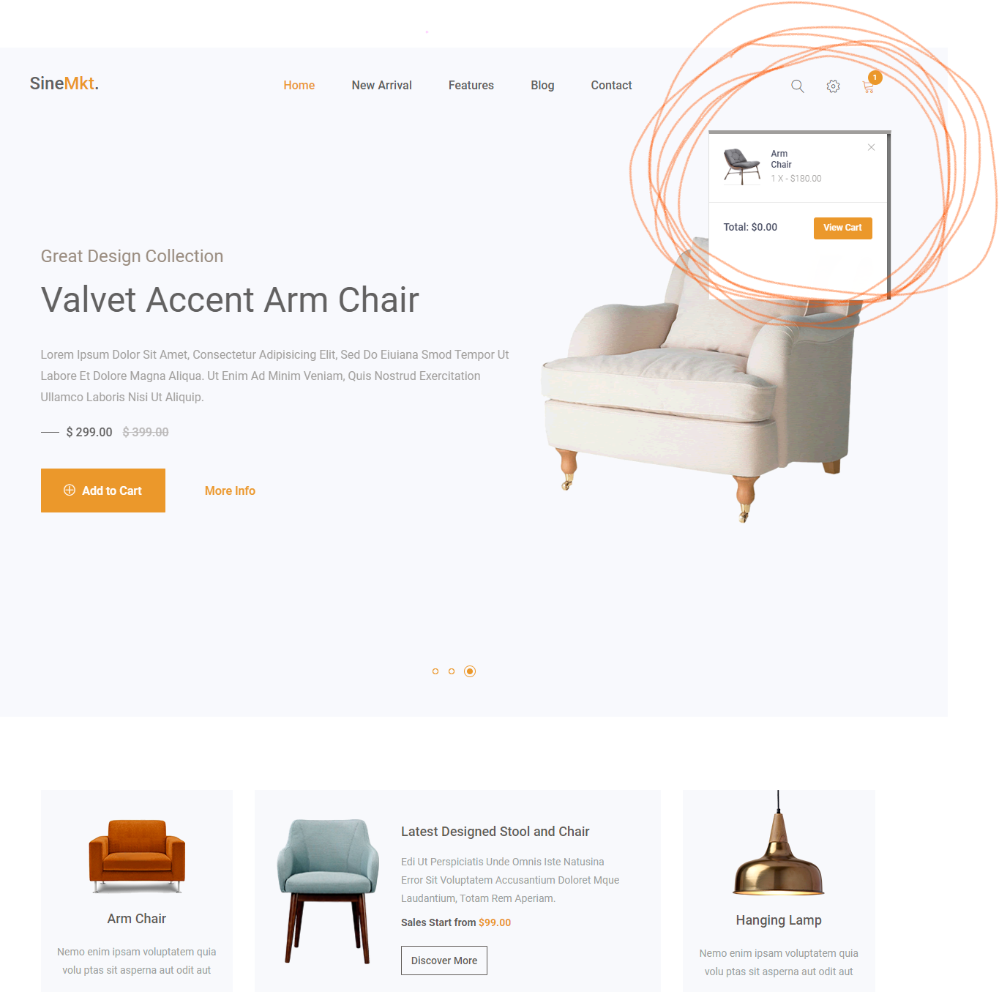 SineMkt.
Home
New Arrival
Features
Blog
Contact
1
Arm
Chair
1 X - $180.00
Total: $0.00
View Cart
Great Design Collection
Valvet Accent Arm Chair
Lorem Ipsum Dolor Sit Amet, Consectetur Adipisicing Elit, Sed Do Eiuiana Smod Tempor Ut
Labore Et Dolore Magna Aliqua. Ut Enim Ad Minim Veniam, Quis Nostrud Exercitation
Ullamco Laboris Nisi Ut Aliquip.
$ 299.00 $ 399.00
Add to Cart
More Info
Arm Chair
Nemo enim ipsam voluptatem quia
volu ptas sit asperna aut odit aut
Latest Designed Stool and Chair
Edi Ut Perspiciatis Unde Omnis Iste Natusina
Error Sit Voluptatem Accusantium Doloret Mque
Laudantium, Totam Rem Aperiam.
Sales Start from $99.00
Discover More
Hanging Lamp
Nemo enim ipsam voluptatem quia
volu ptas sit asperna aut odit aut